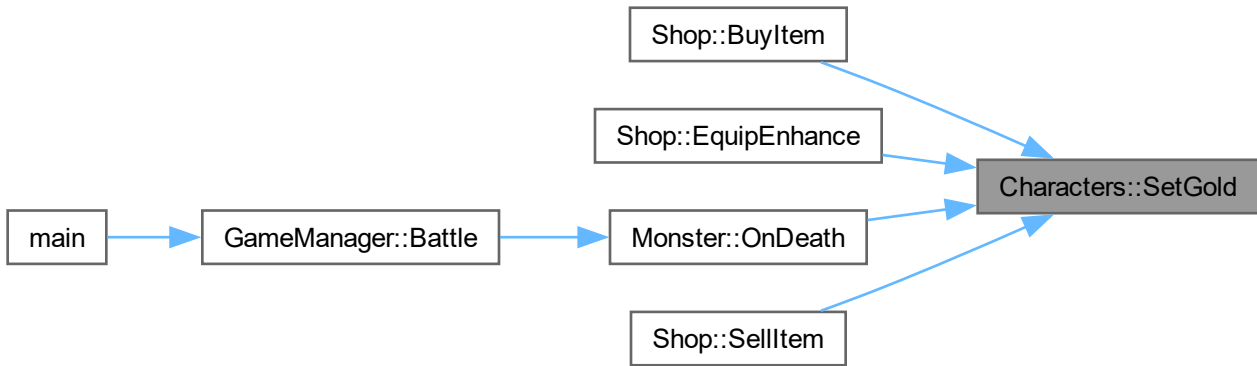 Shop::BuyItem
Shop::EquipEnhance
Characters::SetGold
main
GameManager::Battle
Monster::OnDeath
Shop::SellItem